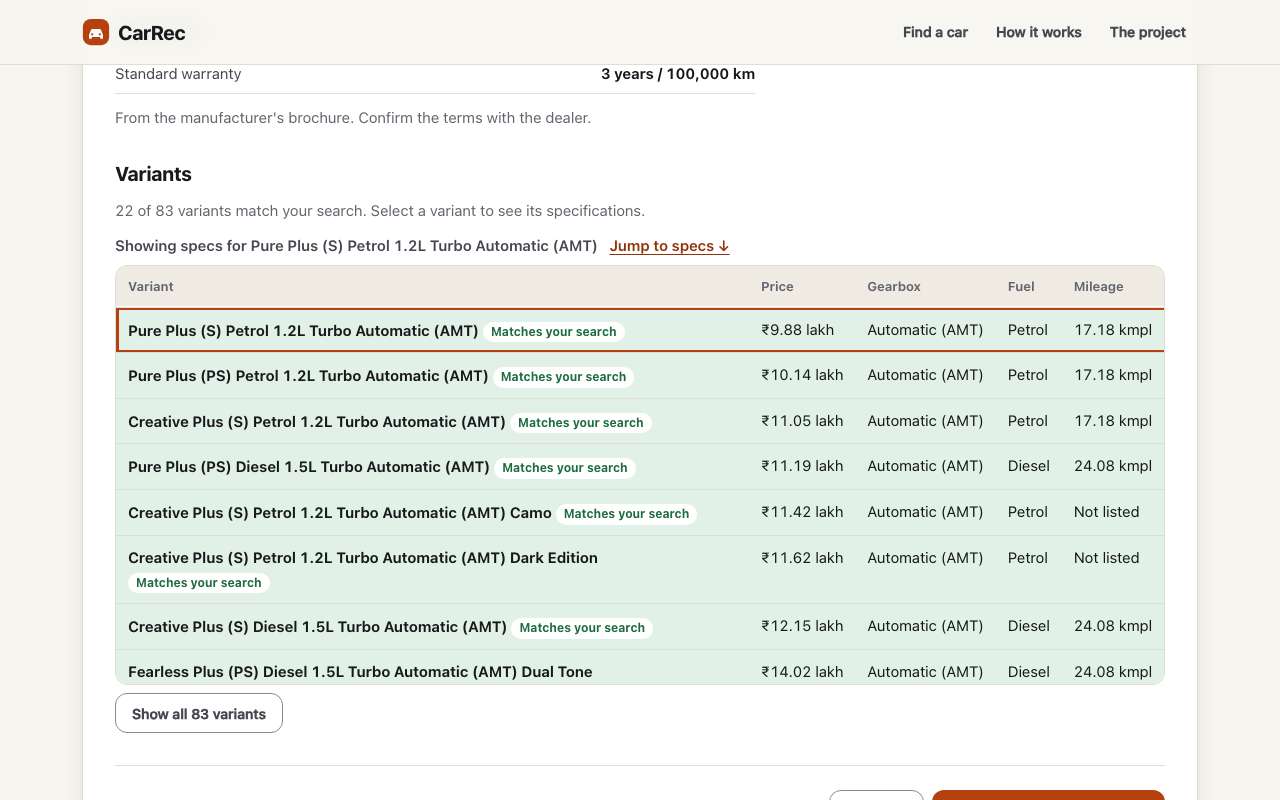 CarRec
Find a car
How it works
The project
Standard warranty 3 years / 100,000 km
From the manufacturer's brochure. Confirm the terms with the dealer.
Variants
22 of 83 variants match your search. Select a variant to see its specifications.
Showing specs for Pure Plus (S) Petrol 1.2L Turbo Automatic (AMT) Jump to specs ↓
Variant Price Gearbox Fuel Mileage
Pure Plus (S) Petrol 1.2L Turbo Automatic (AMT) Matches your search ₹9.88 lakh Automatic (AMT) Petrol 17.18 kmpl
Pure Plus (PS) Petrol 1.2L Turbo Automatic (AMT) Matches your search ₹10.14 lakh Automatic (AMT) Petrol 17.18 kmpl
Creative Plus (S) Petrol 1.2L Turbo Automatic (AMT) Matches your search ₹11.05 lakh Automatic (AMT) Petrol 17.18 kmpl
Pure Plus (PS) Diesel 1.5L Turbo Automatic (AMT) Matches your search ₹11.19 lakh Automatic (AMT) Diesel 24.08 kmpl
Creative Plus (S) Petrol 1.2L Turbo Automatic (AMT) Camo Matches your search ₹11.42 lakh Automatic (AMT) Petrol Not listed
Creative Plus (S) Petrol 1.2L Turbo Automatic (AMT) Dark Edition ₹11.62 lakh Automatic (AMT) Petrol Not listed
Matches your search
Creative Plus (S) Diesel 1.5L Turbo Automatic (AMT) Matches your search ₹12.15 lakh Automatic (AMT) Diesel 24.08 kmpl
Fearless Plus (PS) Diesel 1.5L Turbo Automatic (AMT) Dual Tone ₹14.02 lakh Automatic (AMT) Diesel 24.08 kmpl
Show all 83 variants